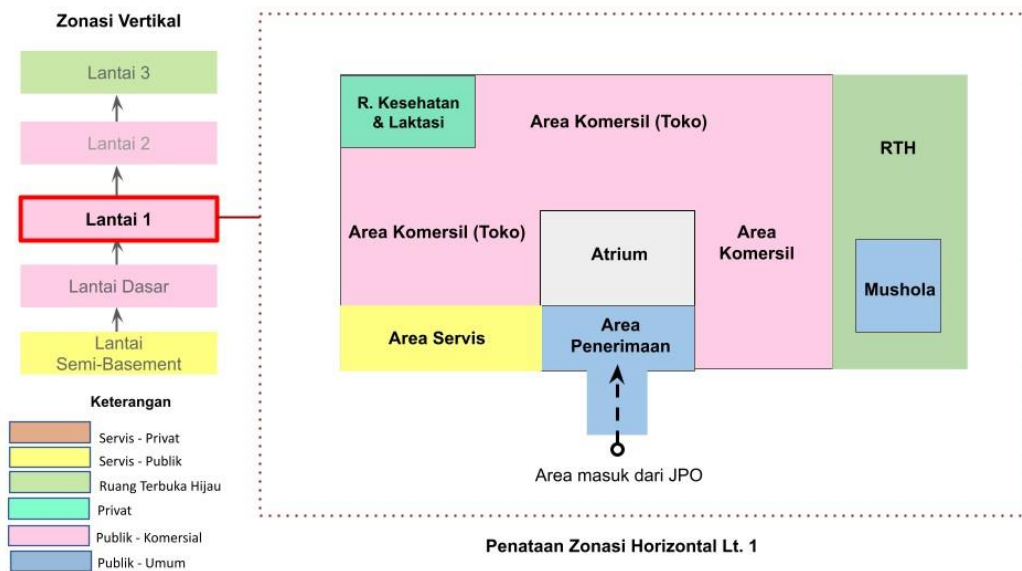 Zonasi Vertikal
Lantai 3
Lantai 2
Lantai 1
Lantai Dasar
Lantai
Semi-Basement
Keterangan
Servis - Privat
Servis - Publik
Ruang Terbuka Hijau
Privat
Publik - Komersial
Publik - Umum
R. Kesehatan
& Laktasi
Area Komersil (Toko)
RTH
Area Komersil (Toko)
Atrium
Area
Komersil
Mushola
Area Servis
Area
Penerimaan
Area masuk dari JPO
Penataan Zonasi Horizontal Lt. 1